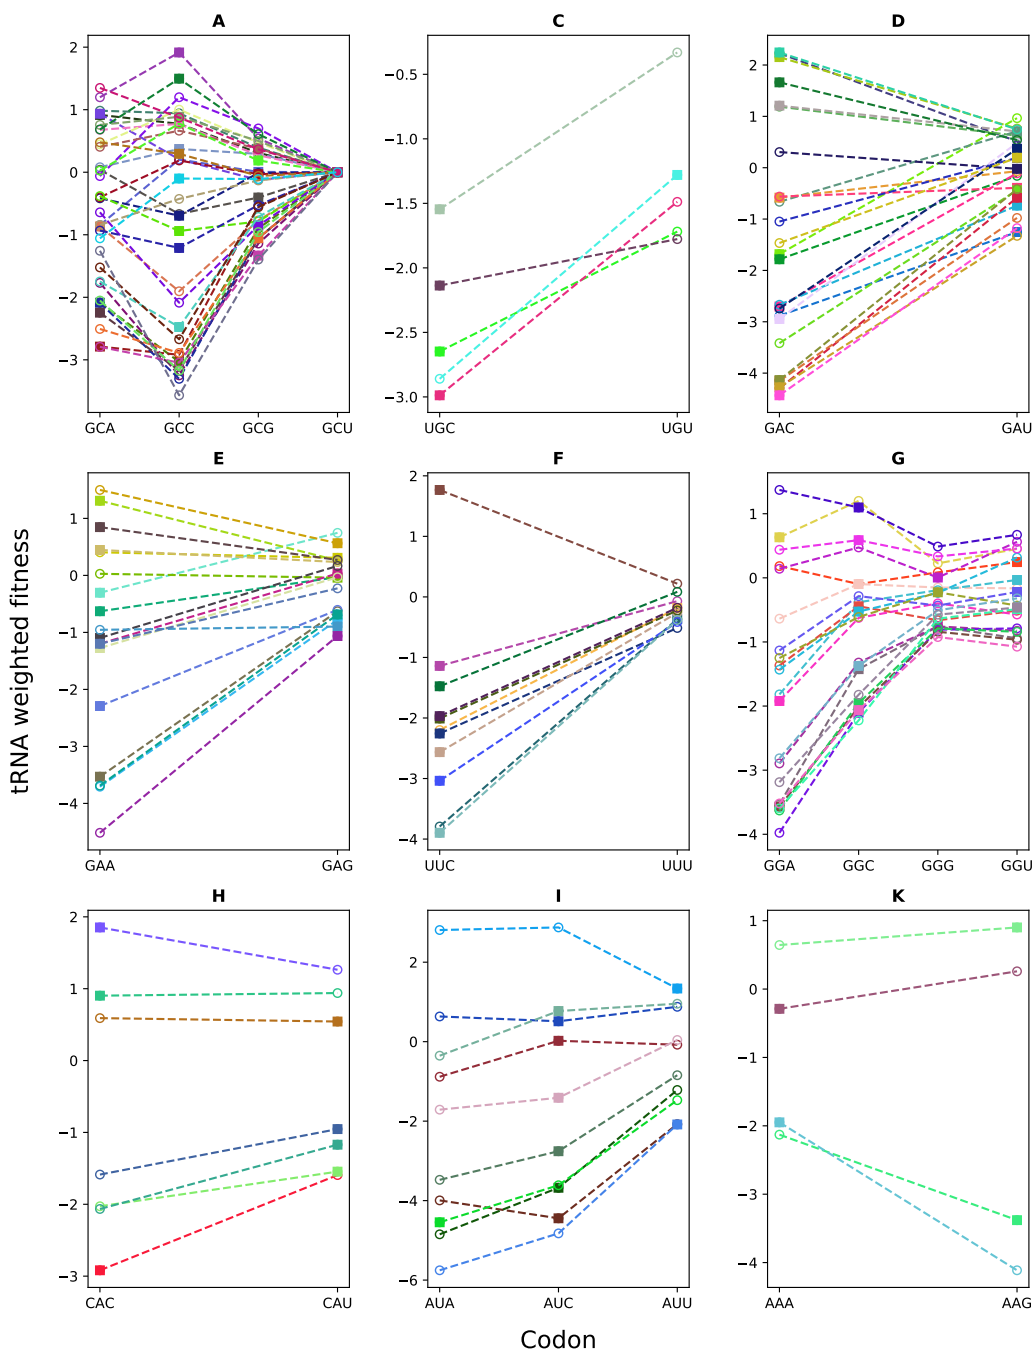 A
C
D
2
1
0
−1
−2
−3
GCA GCC GCG GCU
−0.5
−1.0
−1.5
−2.0
−2.5
−3.0
UGC UGU
2
1
0
−1
−2
−3
−4
GAC GAU
E
F
G
1
0
−1
−2
−3
−4
GAA GAG
2
1
0
−1
−2
−3
−4
UUC UUU
1
0
−1
−2
−3
−4
GGA GGC GGG GGU
tRNA weighted fitness
H
I
K
2
1
0
−1
−2
−3
CAC CAU
2
0
−2
−4
−6
AUA AUC AUU
1
0
−1
−2
−3
−4
AAA AAG
Codon